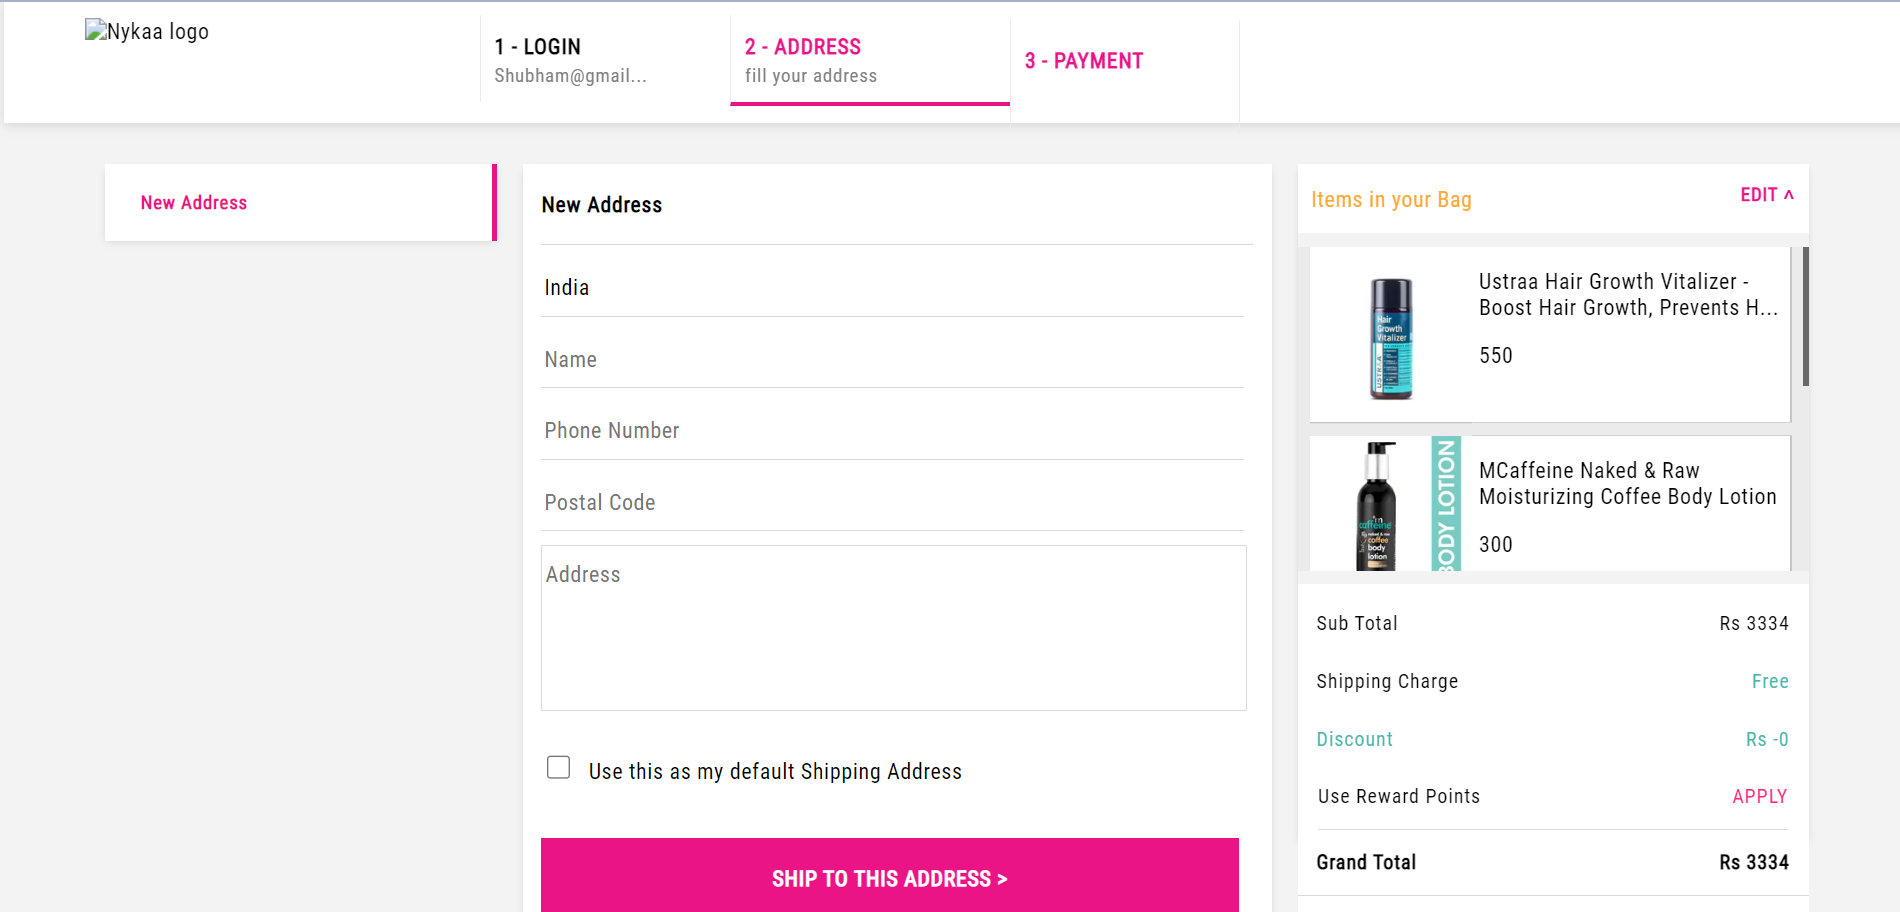 Nykaa logo
1 - LOGIN
Shubham@gmail...
2 - ADDRESS
fill your address
3 - PAYMENT
New Address
New Address
India
Name
Phone Number
Postal Code
Address
Use this as my default Shipping Address
SHIP TO THIS ADDRESS >
Items in your Bag
EDIT ^
Hair
Growth
Vitalizer
USTRAA
Ustraa Hair Growth Vitalizer -
Boost Hair Growth, Prevents H...
550
m
caffeine
naked & raw
coffee
body
lotion
BODY LOTION
MCaffeine Naked & Raw
Moisturizing Coffee Body Lotion
300
Sub Total Rs 3334
Shipping Charge Free
Discount Rs -0
Use Reward Points APPLY
Grand Total Rs 3334